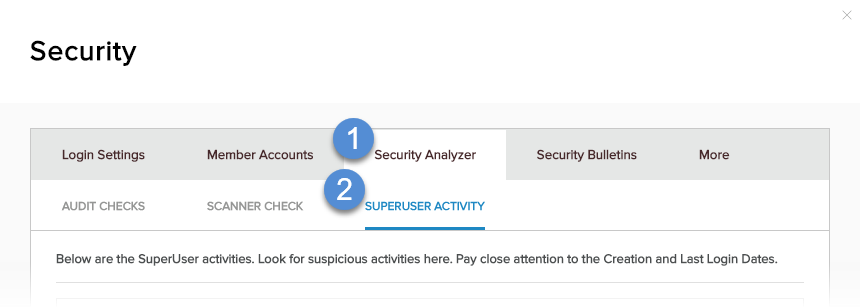 Security
Login Settings Member Accounts 1 Security Analyzer Security Bulletins More
AUDIT CHECKS SCANNER CHECK 2 SUPERUSER ACTIVITY
Below are the SuperUser activities. Look for suspicious activities here. Pay close attention to the Creation and Last Login Dates.